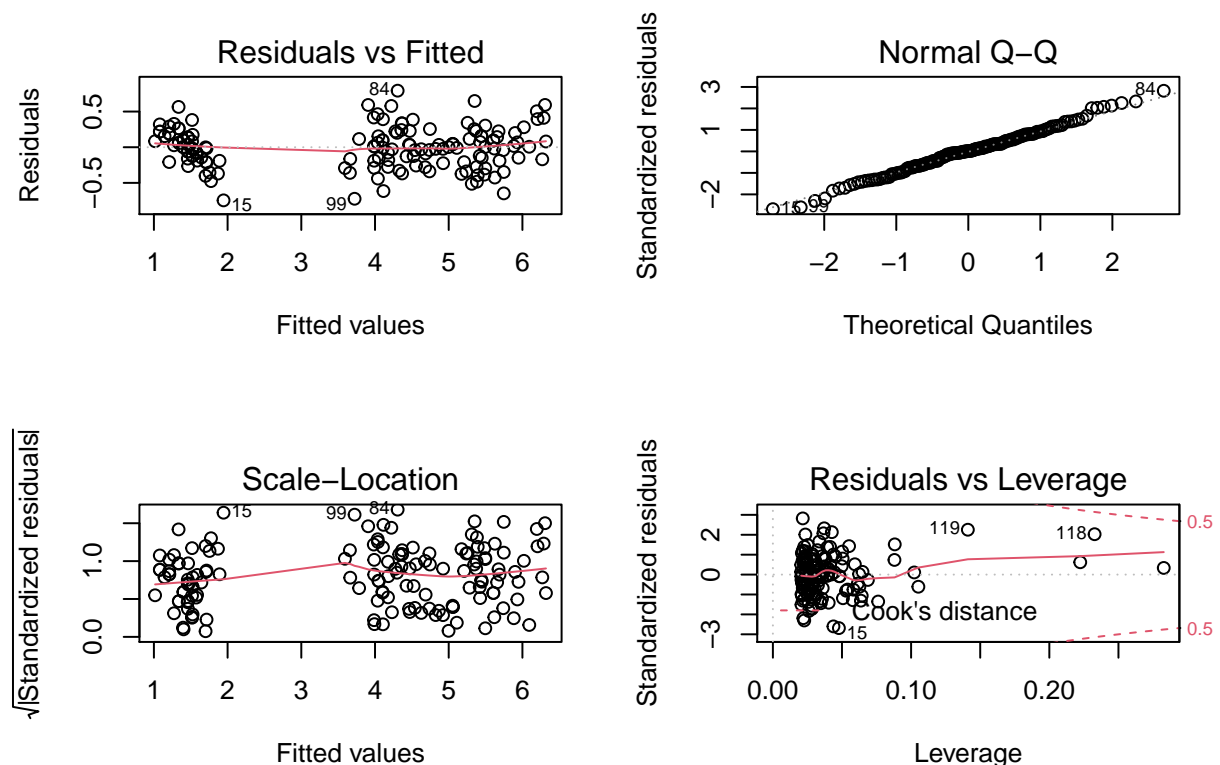 Residuals vs Fitted
Residuals
0.5
−0.5
84
15
99
1 2 3 4 5 6
Fitted values
Normal Q−Q
Standardized residuals
3
1
−2
84
15
99
−2 −1 0 1 2
Theoretical Quantiles
Scale−Location
√|Standardized residuals|
1.0
0.0
15
99
84
1 2 3 4 5 6
Fitted values
Residuals vs Leverage
Standardized residuals
2
0
−3
119
118
0.5
Cook's distance
15
0.5
0.00 0.10 0.20
Leverage